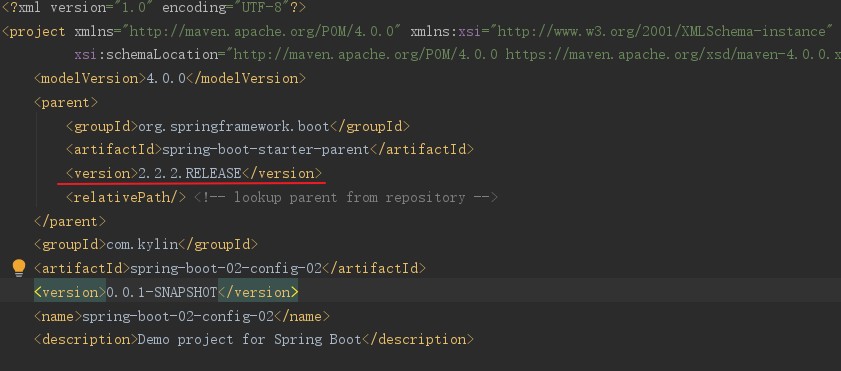 <?xml version="1.0" encoding="UTF-8"?>
<project xmlns="http://maven.apache.org/POM/4.0.0" xmlns:xsi="http://www.w3.org/2001/XMLSchema-instance"
xsi:schemaLocation="http://maven.apache.org/POM/4.0.0 https://maven.apache.org/xsd/maven-4.0.0.x
<modelVersion>4.0.0</modelVersion>
<parent>
<groupId>org.springframework.boot</groupId>
<artifactId>spring-boot-starter-parent</artifactId>
<version>2.2.2.RELEASE</version>
<relativePath/> <!-- lookup parent from repository -->
</parent>
<groupId>com.kylin</groupId>
<artifactId>spring-boot-02-config-02</artifactId>
<version>0.0.1-SNAPSHOT</version>
<name>spring-boot-02-config-02</name>
<description>Demo project for Spring Boot</description>